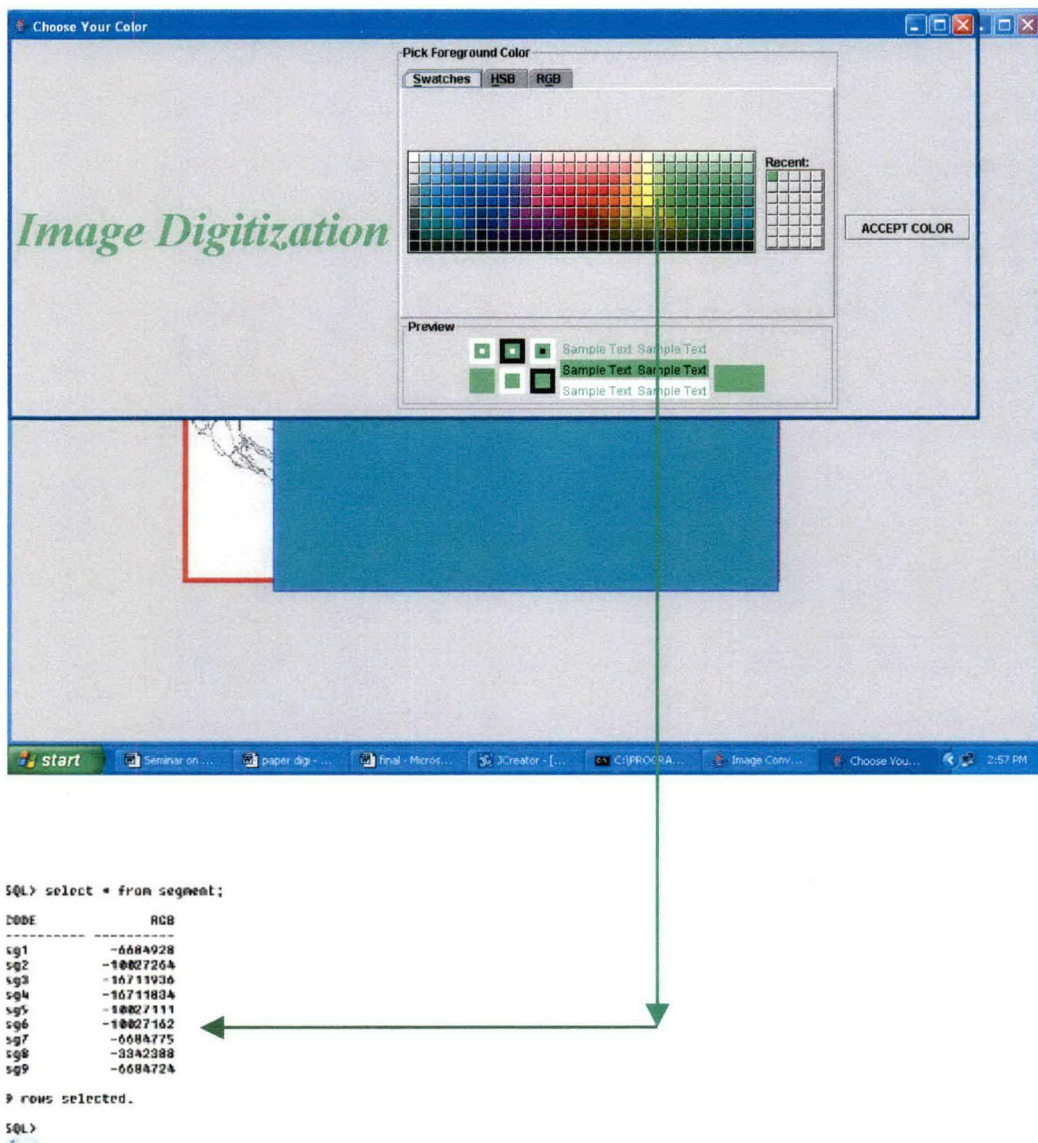 Choose Your Color
Pick Foreground Color
Swatches HSB RGB
Recent:
Image Digitization
ACCEPT COLOR
Preview
Sample Text Sample Text
Sample Text Sample Text
Sample Text Sample Text
start Seminar on ... paper digi - ... final - Micros... JCreator - [... C:\PROGRA... Image Conv... Choose You... 2:57 PM
SQL> select * from segment;
CODE RGB
---------- ----------
sg1 -6684928
sg2 -10027264
sg3 -16711936
sg4 -16711834
sg5 -10027111
sg6 -10027162
sg7 -6684775
sg8 -3342388
sg9 -6684724
9 rows selected.
SQL>